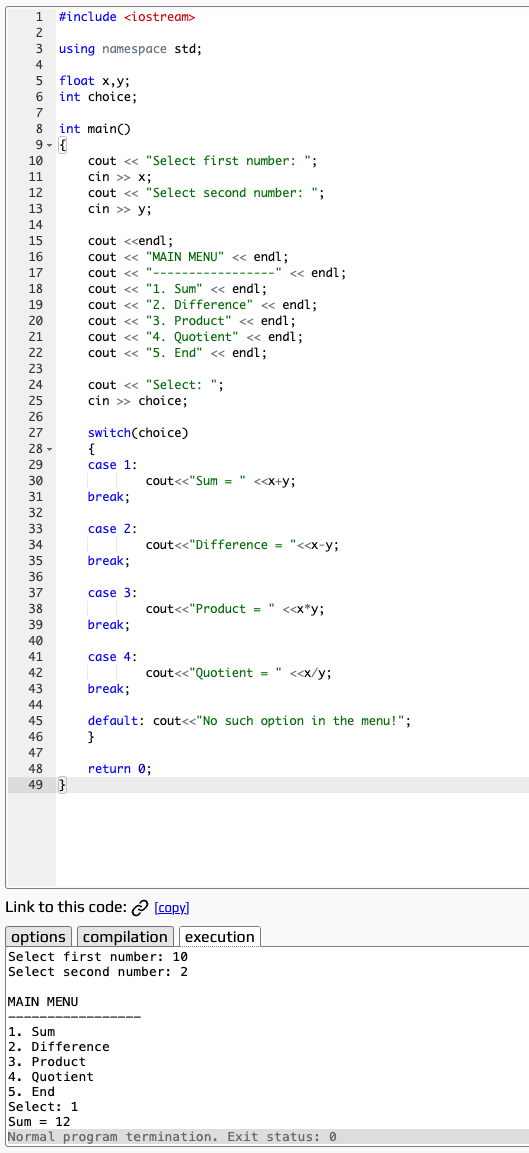 1 #include <iostream>
2
3 using namespace std;
4
5 float x,y;
6 int choice;
7
8 int main()
9 {
10 cout << "Select first number: ";
11 cin >> x;
12 cout << "Select second number: ";
13 cin >> y;
14
15 cout <<endl;
16 cout << "MAIN MENU" << endl;
17 cout << "-----------------" << endl;
18 cout << "1. Sum" << endl;
19 cout << "2. Difference" << endl;
20 cout << "3. Product" << endl;
21 cout << "4. Quotient" << endl;
22 cout << "5. End" << endl;
23
24 cout << "Select: ";
25 cin >> choice;
26
27 switch(choice)
28 {
29 case 1:
30 cout<<"Sum = " <<x+y;
31 break;
32
33 case 2:
34 cout<<"Difference = "<<x-y;
35 break;
36
37 case 3:
38 cout<<"Product = " <<x*y;
39 break;
40
41 case 4:
42 cout<<"Quotient = " <<x/y;
43 break;
44
45 default: cout<<"No such option in the menu!";
46 }
47
48 return 0;
49 }
Link to this code: [copy]
options compilation execution
Select first number: 10
Select second number: 2
MAIN MENU
-----------------
1. Sum
2. Difference
3. Product
4. Quotient
5. End
Select: 1
Sum = 12
Normal program termination. Exit status: 0